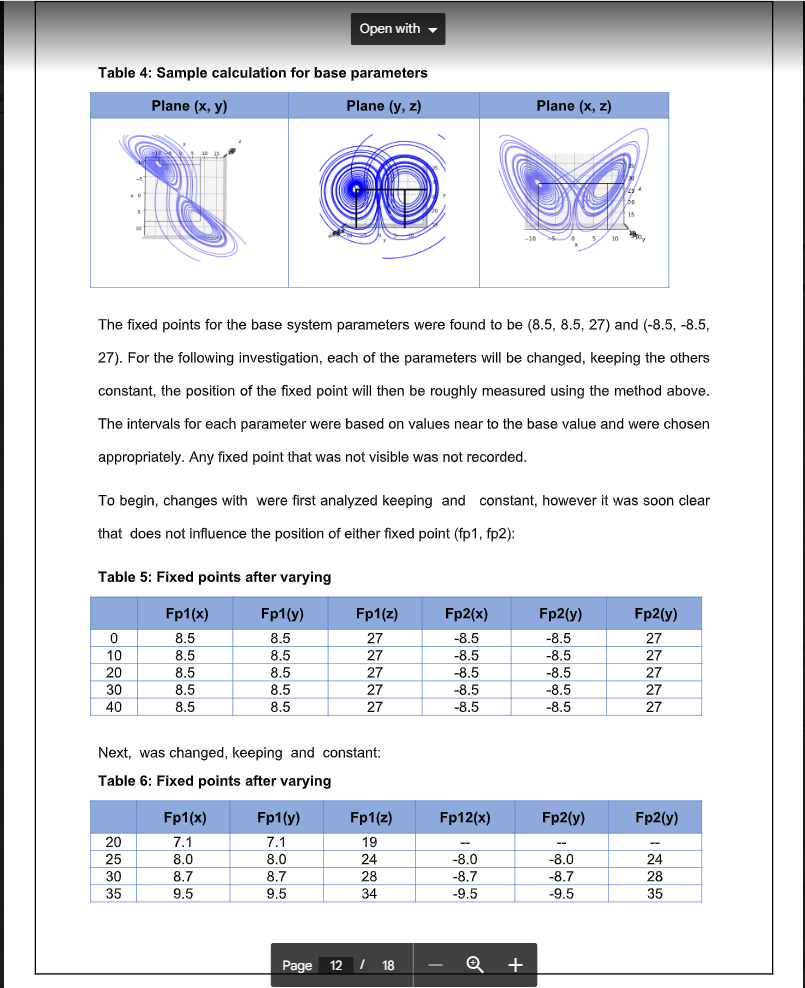 Open with
Table 4: Sample calculation for base parameters
Plane (x, y) Plane (y, z) Plane (x, z)
The fixed points for the base system parameters were found to be (8.5, 8.5, 27) and (-8.5, -8.5,
27). For the following investigation, each of the parameters will be changed, keeping the others
constant, the position of the fixed point will then be roughly measured using the method above.
The intervals for each parameter were based on values near to the base value and were chosen
appropriately. Any fixed point that was not visible was not recorded.
To begin, changes with were first analyzed keeping and constant, however it was soon clear
that does not influence the position of either fixed point (fp1, fp2):
Table 5: Fixed points after varying
Fp1(x) Fp1(y) Fp1(z) Fp2(x) Fp2(y) Fp2(y)
0 8.5 8.5 27 -8.5 -8.5 27
10 8.5 8.5 27 -8.5 -8.5 27
20 8.5 8.5 27 -8.5 -8.5 27
30 8.5 8.5 27 -8.5 -8.5 27
40 8.5 8.5 27 -8.5 -8.5 27
Next, was changed, keeping and constant:
Table 6: Fixed points after varying
Fp1(x) Fp1(y) Fp1(z) Fp12(x) Fp2(y) Fp2(y)
20 7.1 7.1 19 -- -- --
25 8.0 8.0 24 -8.0 -8.0 24
30 8.7 8.7 28 -8.7 -8.7 28
35 9.5 9.5 34 -9.5 -9.5 35
Page 12 / 18